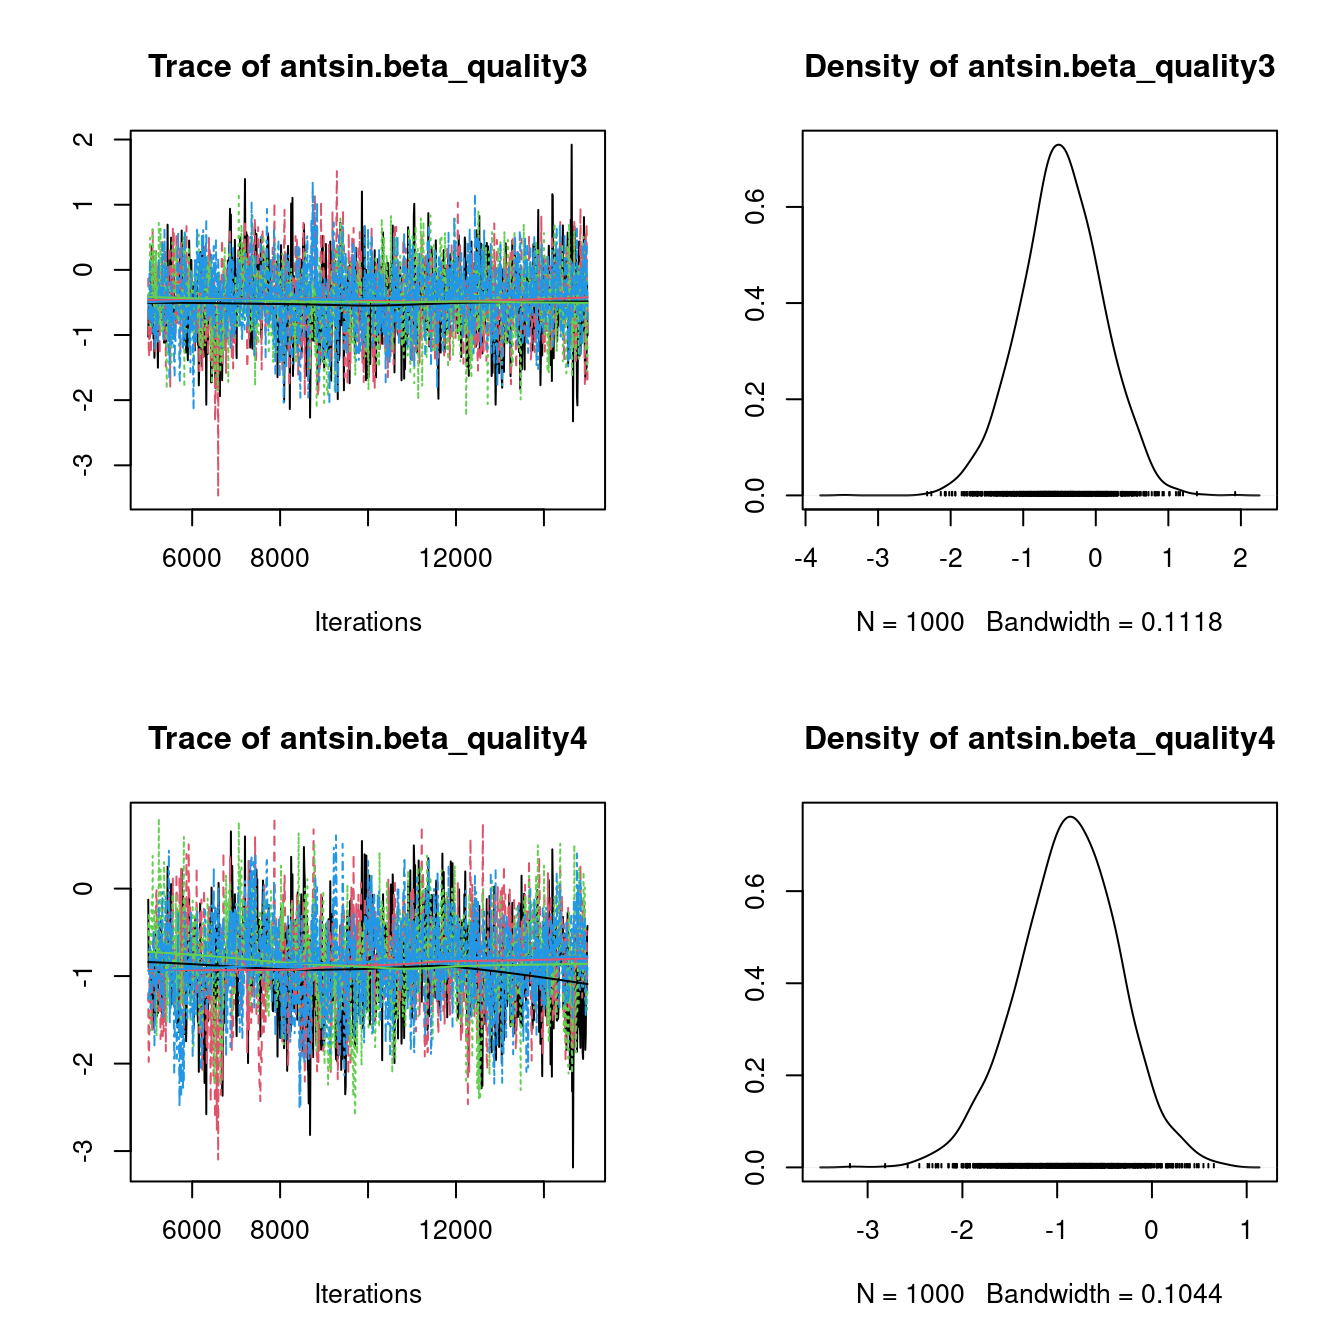 Trace of antsin.beta_quality3
2
1
0
-1
-2
-3
6000 8000 12000
Iterations
Density of antsin.beta_quality3
0.6
0.4
0.2
0.0
-4 -3 -2 -1 0 1 2
N = 1000 Bandwidth = 0.1118
Trace of antsin.beta_quality4
0
-1
-2
-3
6000 8000 12000
Iterations
Density of antsin.beta_quality4
0.6
0.4
0.2
0.0
-3 -2 -1 0 1
N = 1000 Bandwidth = 0.1044